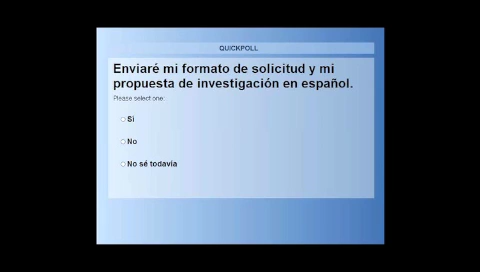 QUICKPOLL
Enviaré mi formato de solicitud y mi
propuesta de investigación en español.
Please select one:
Sí
No
No sé todavía